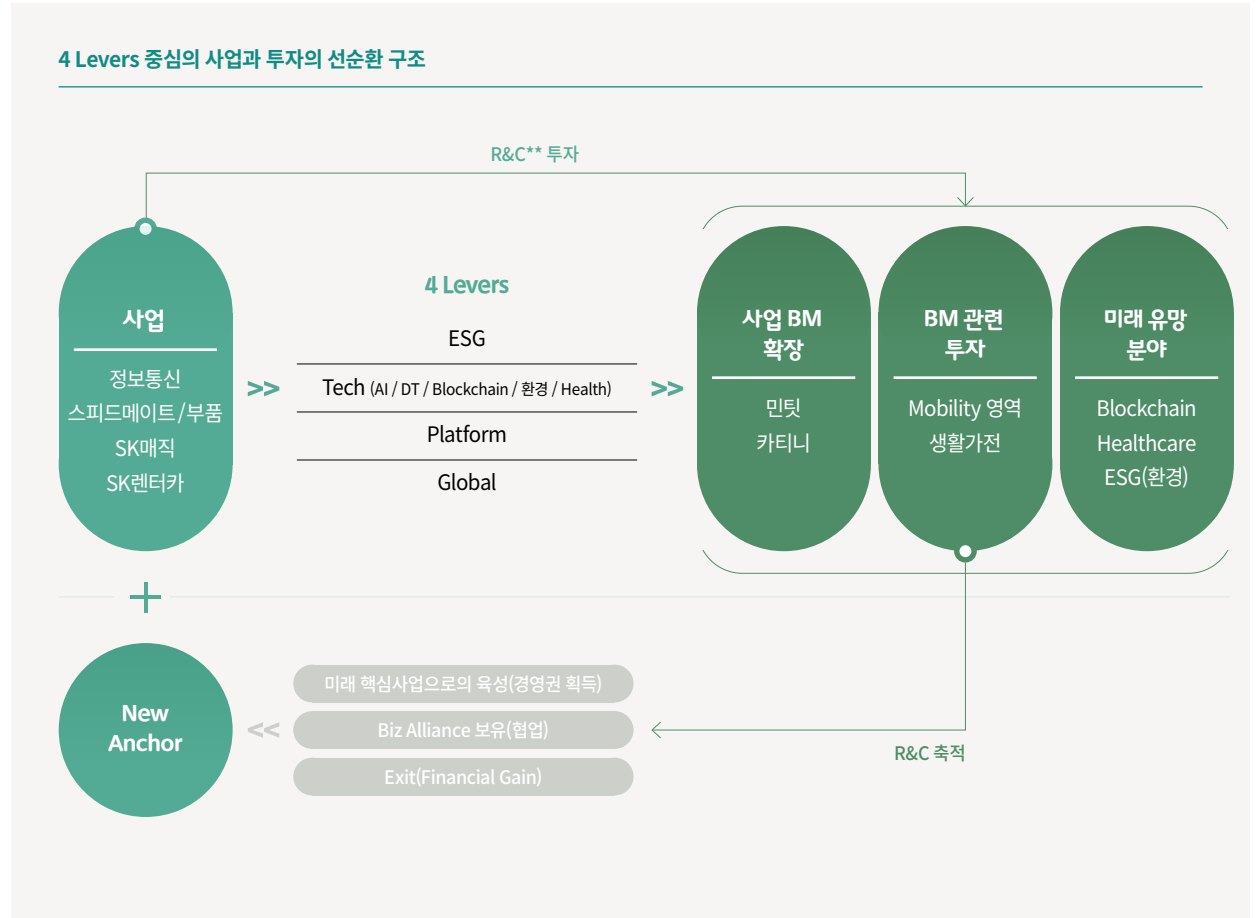 4 Levers 중심의 사업과 투자의 선순환 구조
R&C** 투자
사업
정보통신
스피드메이트/부품
SK매직
SK렌터카
>>
4 Levers
ESG
Tech (AI / DT / Blockchain / 환경 / Health)
Platform
Global
>>
사업 BM
확장
민팃
카티니
BM 관련
투자
Mobility 영역
생활가전
미래 유망
분야
Blockchain
Healthcare
ESG(환경)
+
New
Anchor
<<
미래 핵심사업으로의 육성(경영권 획득)
Biz Alliance 보유(협업)
Exit(Financial Gain)
R&C 축적